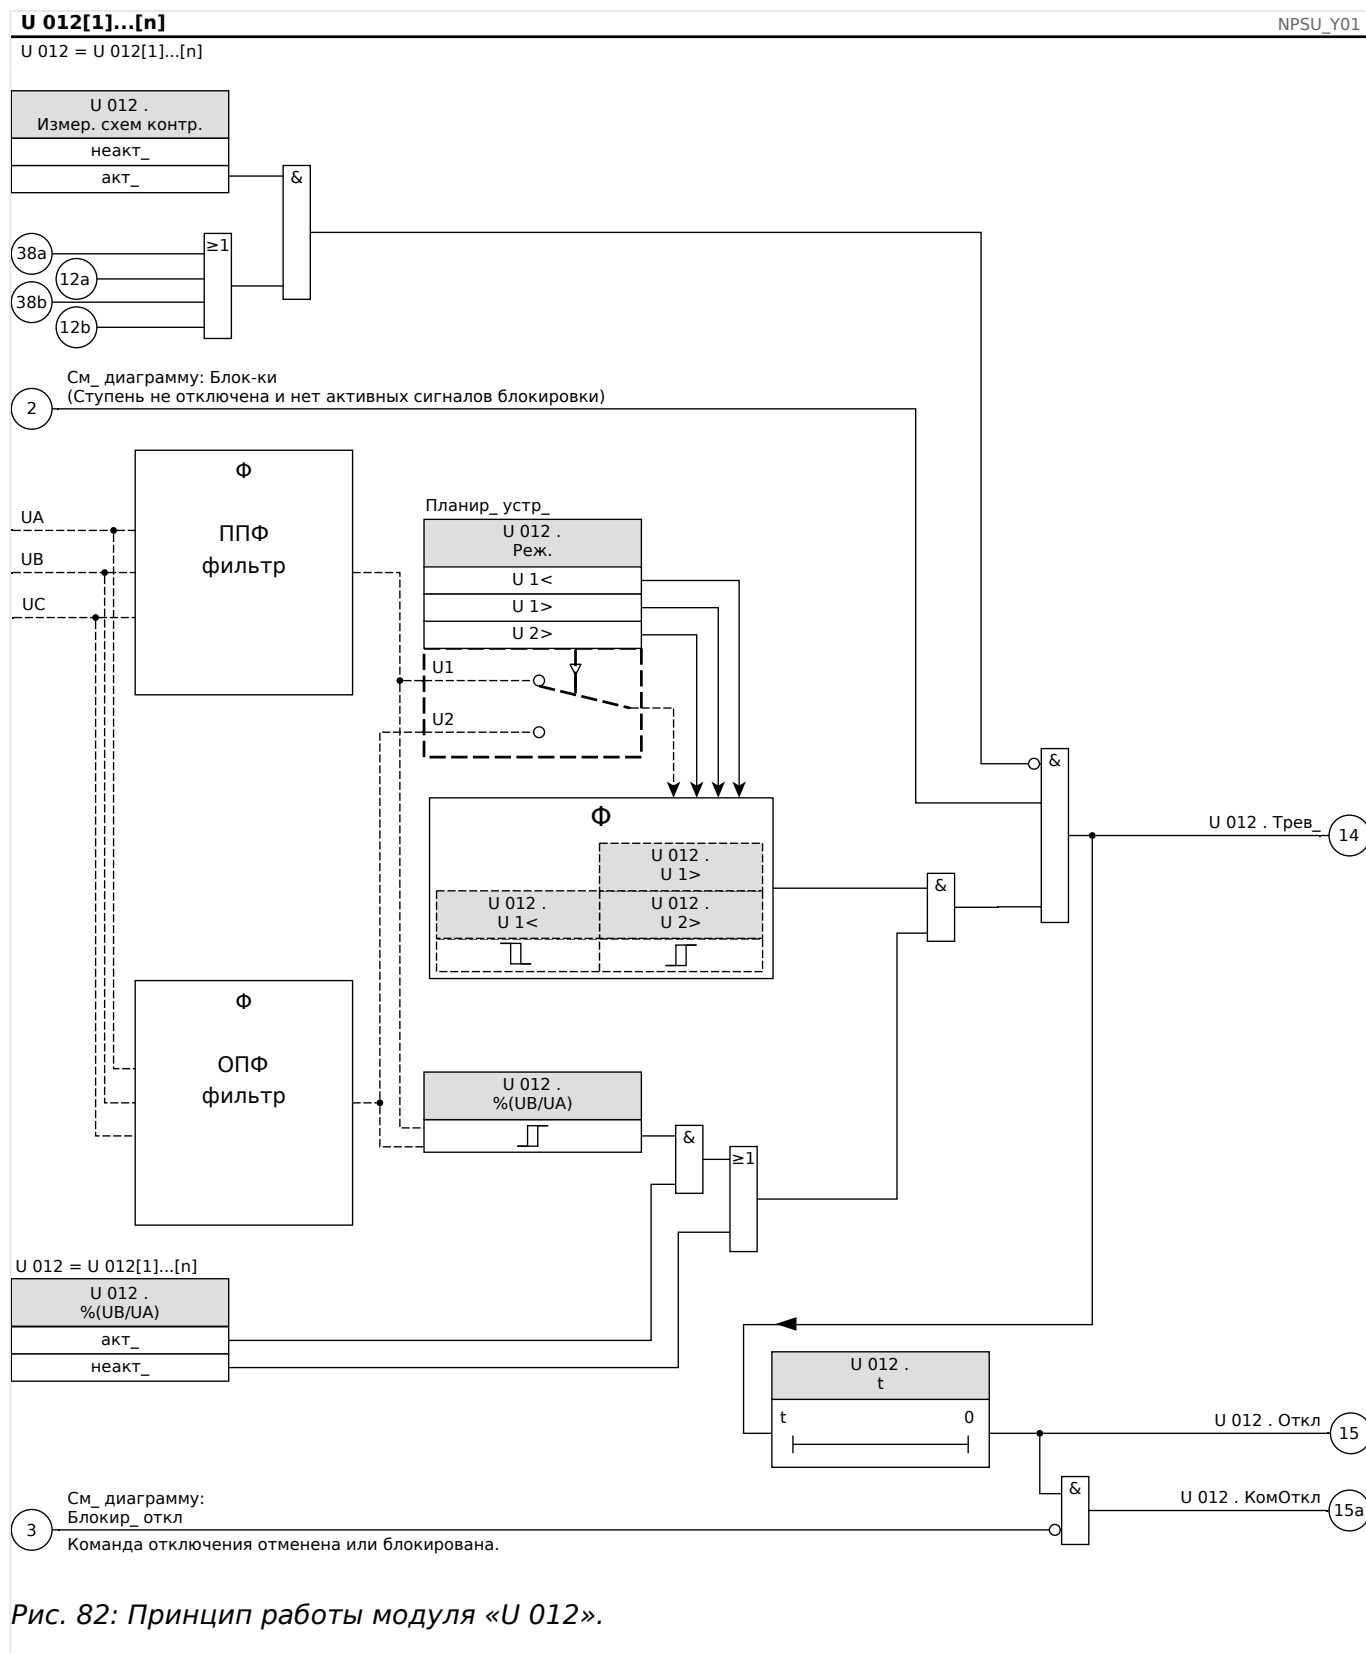 U 012[1]...[n]
NPSU_Y01
U 012 = U 012[1]...[n]
U 012 .
Измер. схем контр.
неакт_
акт_
&
≥1
38a
12a
38b
12b
См_ диаграмму: Блок-ки
(Ступень не отключена и нет активных сигналов блокировки)
2
Ф
ППФ
фильтр
UA
UB
UC
Планир_ устр_
U 012 .
Реж.
U 1<
U 1>
U 2>
U1
U2
&
U 012 . Трев_
14
Ф
U 012 .
U 1>
U 012 .
U 1<
U 012 .
U 2>
&
Ф
ОПФ
фильтр
U 012 .
%(UB/UA)
&
≥1
U 012 = U 012[1]...[n]
U 012 .
%(UB/UA)
акт_
неакт_
U 012 .
t
t
0
U 012 . Откл
15
&
U 012 . КомОткл
15a
См_ диаграмму:
Блокир_ откл
3
Команда отключения отменена или блокирована.
Рис. 82: Принцип работы модуля «U 012».